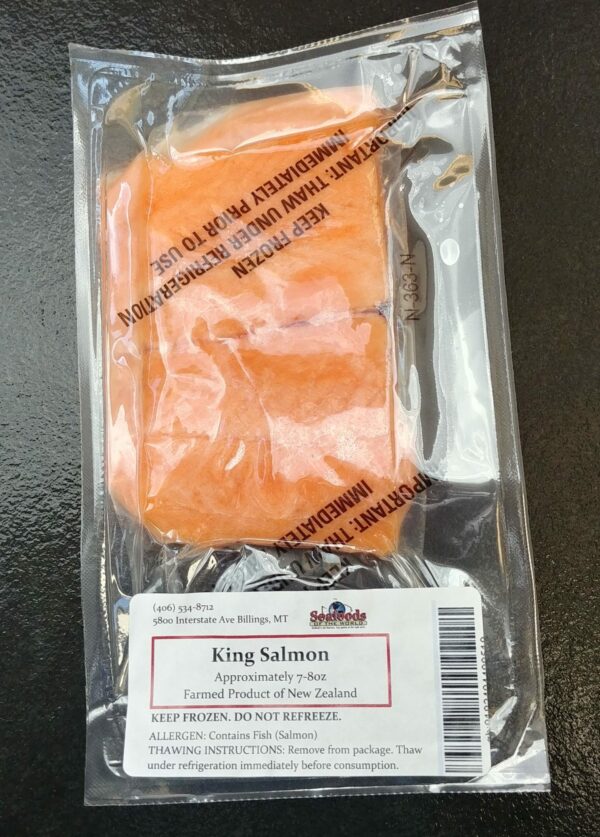 IMPORTANT: THAW UNDER REFRIGERATION
IMMEDIATELY PRIOR TO USE
KEEP FROZEN
N 363-N
IMPORTANT: THAW U
IMMEDIATEL
(406) 534-8712
5800 Interstate Ave Billings, MT
Seafoods
OF THE WORLD
King Salmon
Approximately 7-8oz
Farmed Product of New Zealand
KEEP FROZEN. DO NOT REFREEZE.
ALLERGEN: Contains Fish (Salmon)
THAWING INSTRUCTIONS: Remove from package. Thaw
under refrigeration immediately before consumption.